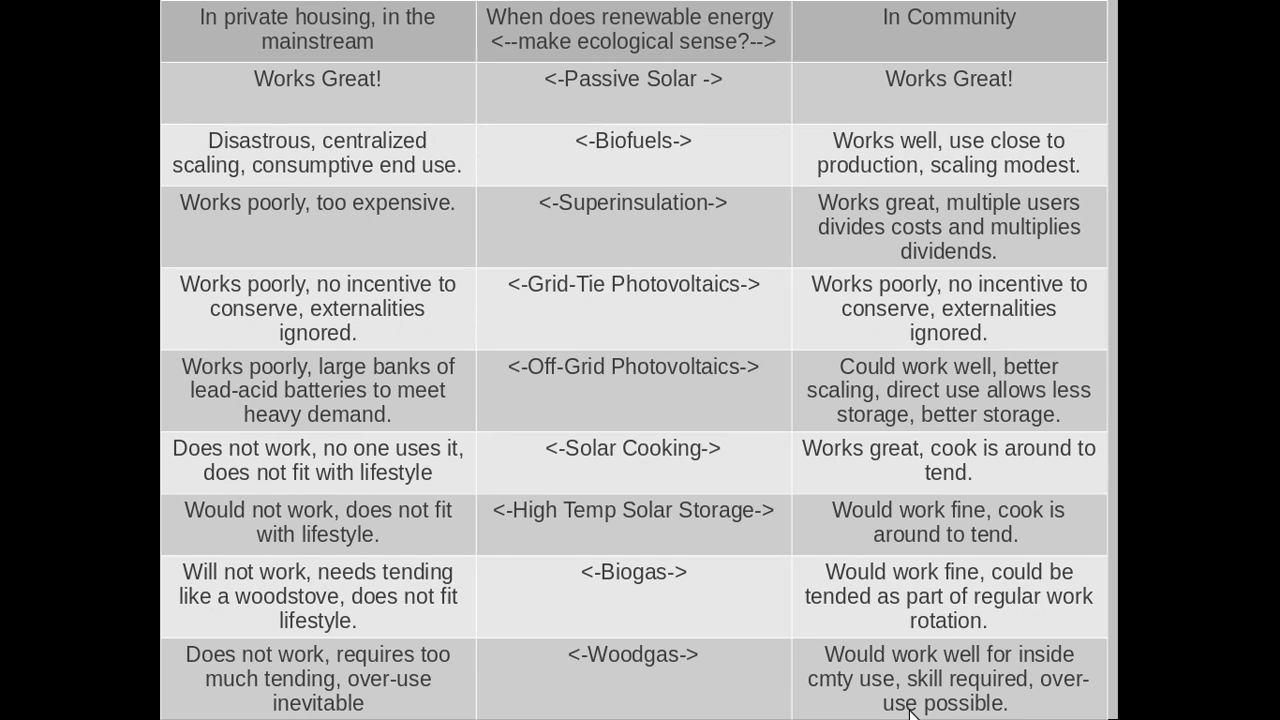 In private housing, in the
mainstream
When does renewable energy
<--make ecological sense?-->
In Community
Works Great!
<-Passive Solar ->
Works Great!
Disastrous, centralized
scaling, consumptive end use.
<-Biofuels->
Works well, use close to
production, scaling modest.
Works poorly, too expensive.
<-Superinsulation->
Works great, multiple users
divides costs and multiplies
dividends.
Works poorly, no incentive to
conserve, externalities
ignored.
<-Grid-Tie Photovoltaics->
Works poorly, no incentive to
conserve, externalities
ignored.
Works poorly, large banks of
lead-acid batteries to meet
heavy demand.
<-Off-Grid Photovoltaics->
Could work well, better
scaling, direct use allows less
storage, better storage.
Does not work, no one uses it,
does not fit with lifestyle
<-Solar Cooking->
Works great, cook is around to
tend.
Would not work, does not fit
with lifestyle.
<-High Temp Solar Storage->
Would work fine, cook is
around to tend.
Will not work, needs tending
like a woodstove, does not fit
lifestyle.
<-Biogas->
Would work fine, could be
tended as part of regular work
rotation.
Does not work, requires too
much tending, over-use
inevitable
<-Woodgas->
Would work well for inside
cmty use, skill required, over-
use possible.